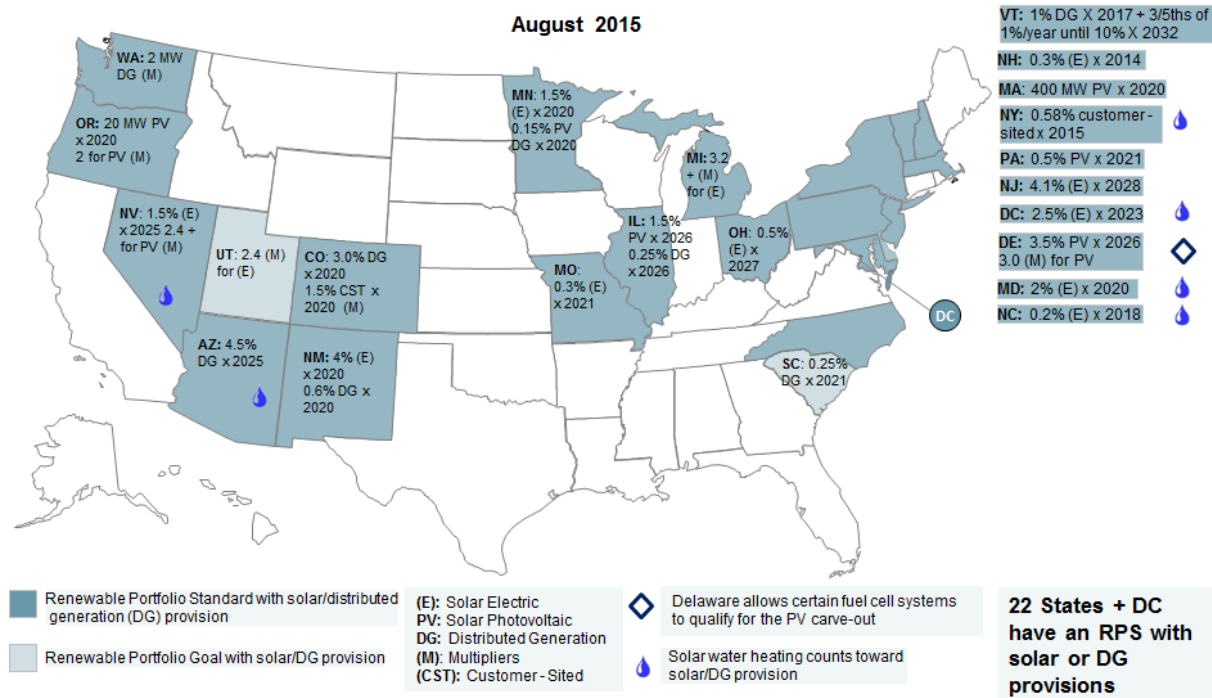 August 2015
WA: 2 MW
DG (M)
OR: 20 MW PV
x 2020
2 for PV (M)
NV: 1.5% (E)
x 2025 2.4 +
for PV (M)
UT: 2.4 (M)
for (E)
CO: 3.0% DG
x 2020
1.5% CST x
2020 (M)
AZ: 4.5%
DG x 2025
NM: 4% (E)
x 2020
0.6% DG x
2020
MN: 1.5%
(E) x 2020
0.15% PV
DG x 2020
MO:
0.3% (E)
x 2021
IL: 1.5%
PV x 2026
0.25% DG
x 2026
MI: 3.2
+ (M)
for (E)
OH: 0.5%
(E) x
2027
SC: 0.25%
DG x 2021
DC
VT: 1% DG X 2017 + 3/5ths of
1%/year until 10% X 2032
NH: 0.3% (E) x 2014
MA: 400 MW PV x 2020
NY: 0.58% customer-
sited x 2015
PA: 0.5% PV x 2021
NJ: 4.1% (E) x 2028
DC: 2.5% (E) x 2023
DE: 3.5% PV x 2026
3.0 (M) for PV
MD: 2% (E) x 2020
NC: 0.2% (E) x 2018
Renewable Portfolio Standard with solar/distributed
generation (DG) provision
Renewable Portfolio Goal with solar/DG provision
(E): Solar Electric
PV: Solar Photovoltaic
DG: Distributed Generation
(M): Multipliers
(CST): Customer-Sited
Delaware allows certain fuel cell systems
to qualify for the PV carve-out
Solar water heating counts toward
solar/DG provision
22 States + DC
have an RPS with
solar or DG
provisions